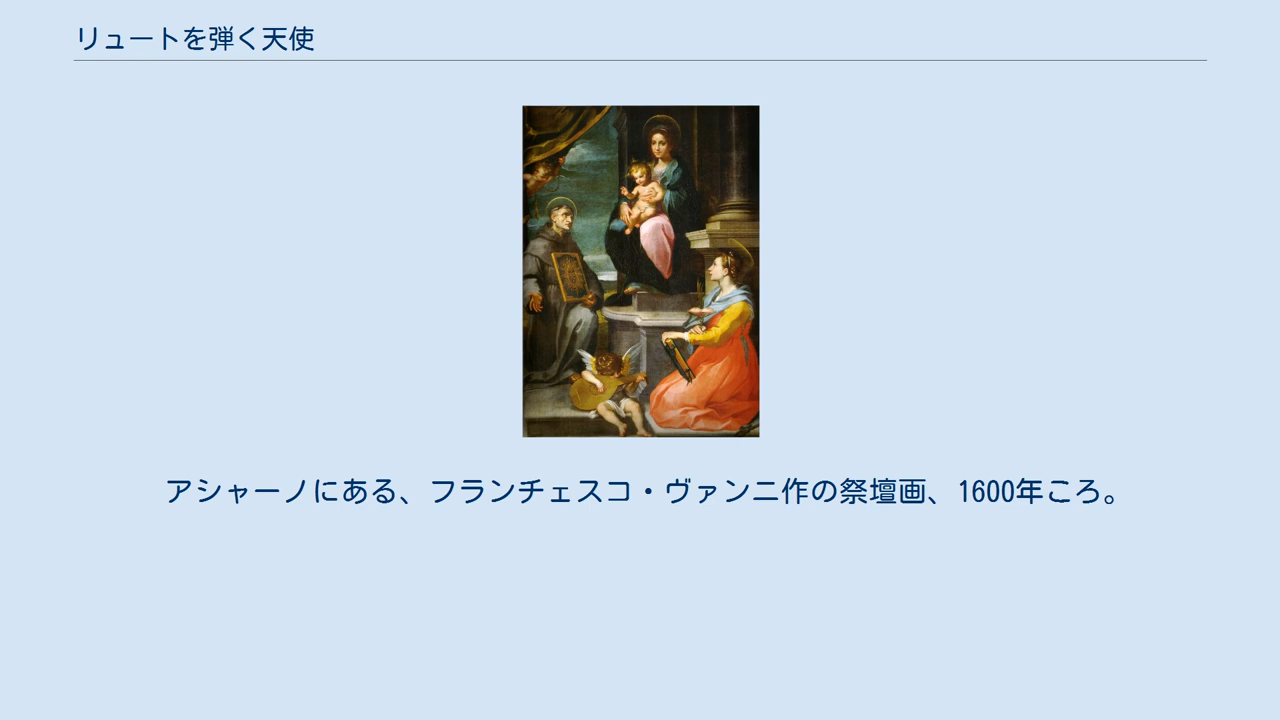 リュートを弾く天使
アシャーノにある、フランチェスコ・ヴァンニ作の祭壇画、1600年ころ。